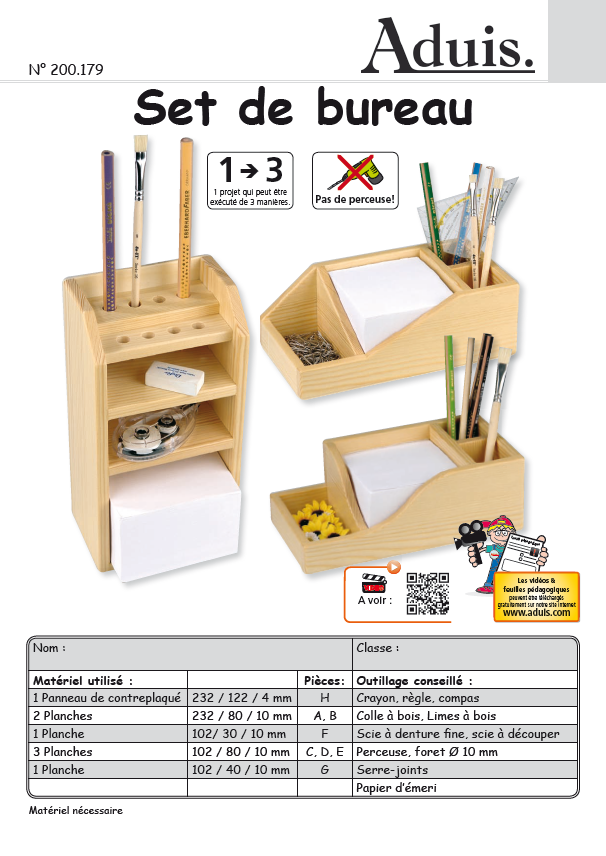 Aduis.
N° 200.179
Set de bureau
1 → 3
1 projet qui peut être
exécuté de 3 manières.
Pas de perceuse!
EBERHARD FABER
A voir :
Les vidéos &
feuilles pédagogiques
peuvent être téléchargés
gratuitement sur notre site internet
www.aduis.com
Nom :
Classe :
Matériel utilisé : Pièces: Outillage conseillé :
1 Panneau de contreplaqué 232 / 122 / 4 mm H Crayon, règle, compas
2 Planches 232 / 80 / 10 mm A, B Colle à bois, Limes à bois
1 Planche 102/ 30 / 10 mm F Scie à denture fine, scie à découper
3 Planches 102 / 80 / 10 mm C, D, E Perceuse, foret Ø 10 mm
1 Planche 102 / 40 / 10 mm G Serre-joints
Papier d’émeri
Matériel nécessaire